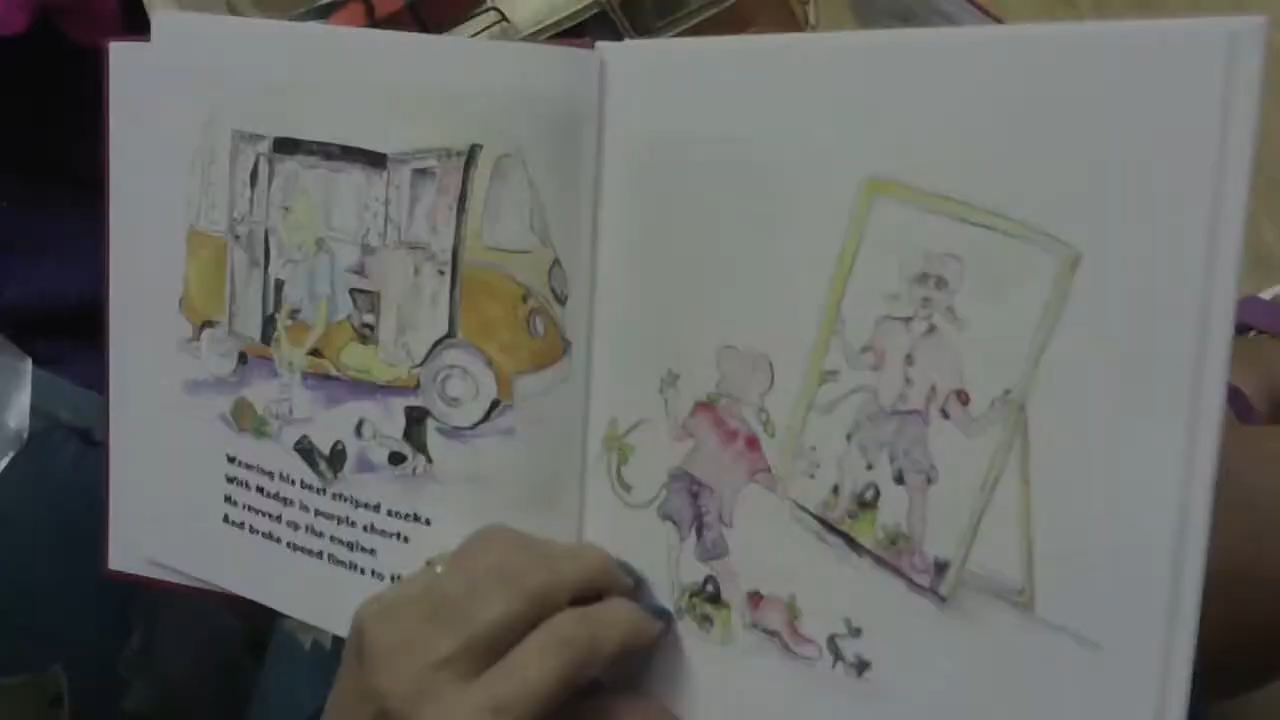 Wearing his best striped socks
With Madge in purple shorts
He revved up the engine
And broke speed limits to